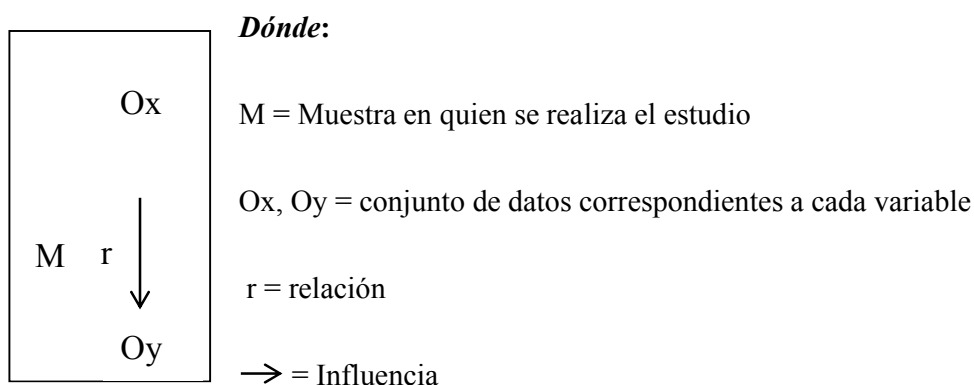 Dónde:
Ox
M = Muestra en quien se realiza el estudio
Ox, Oy = conjunto de datos correspondientes a cada variable
M r
r = relación
Oy
→ = Influencia